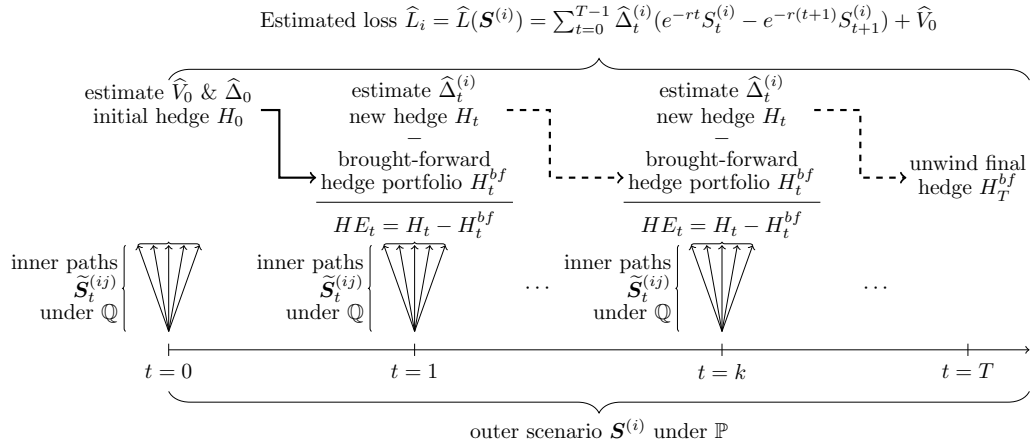 Estimated loss L̂_i = L̂(S^(i)) = ∑_{t=0}^{T−1} Δ̂_t^(i)(e^{−rt}S_t^(i) − e^{−r(t+1)}S_{t+1}^(i)) + V̂_0
estimate V̂_0 & Δ̂_0
initial hedge H_0
estimate Δ̂_t^(i)
new hedge H_t
−
brought-forward
hedge portfolio H_t^{bf}
HE_t = H_t − H_t^{bf}
estimate Δ̂_t^(i)
new hedge H_t
−
brought-forward
hedge portfolio H_t^{bf}
HE_t = H_t − H_t^{bf}
unwind final
hedge H_T^{bf}
inner paths
S̃_t^(ij)
under ℚ
inner paths
S̃_t^(ij)
under ℚ
...
inner paths
S̃_t^(ij)
under ℚ
...
t = 0
t = 1
t = k
t = T
outer scenario S^(i) under ℙ